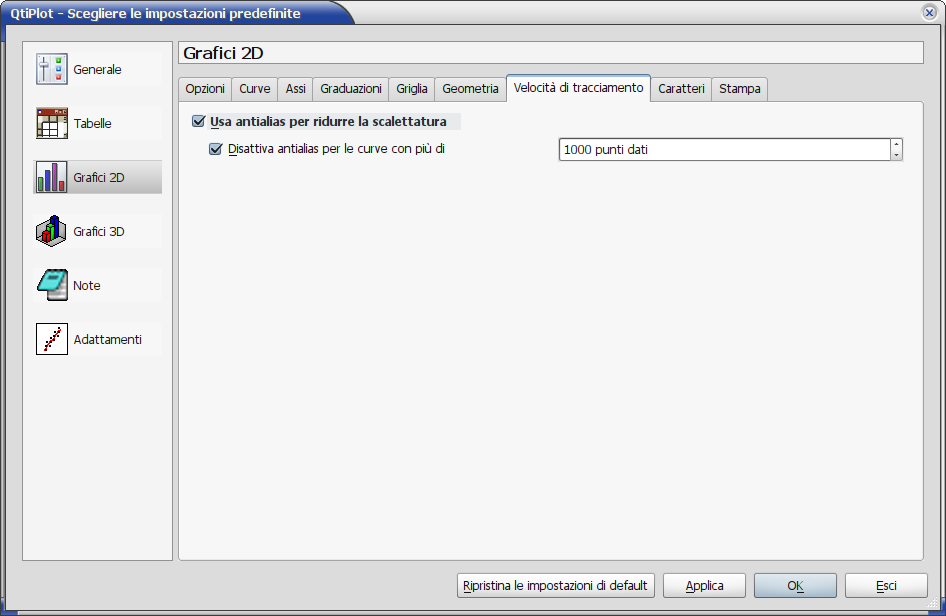 QtiPlot - Scegliere le impostazioni predefinite
Generale
Tabelle
Grafici 2D
Grafici 3D
Note
Adattamenti
Grafici 2D
Opzioni Curve Assi Graduazioni Griglia Geometria Velocità di tracciamento Caratteri Stampa
Usa antialias per ridurre la scalettatura
Disattiva antialias per le curve con più di 1000 punti dati
Ripristina le impostazioni di default Applica OK Esci